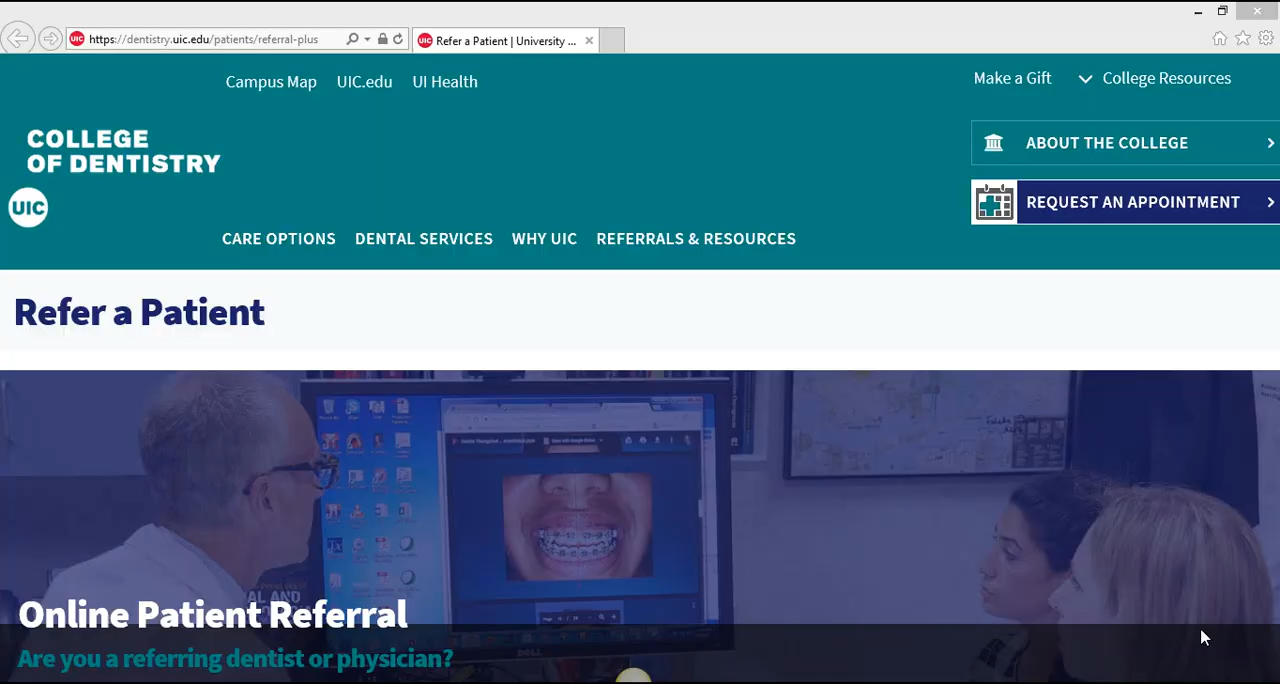 https://dentistry.uic.edu/patients/referral-plus
UIC
Refer a Patient | University ...
Campus Map
UIC.edu
UI Health
Make a Gift
College Resources
COLLEGE
OF DENTISTRY
UIC
ABOUT THE COLLEGE
REQUEST AN APPOINTMENT
CARE OPTIONS
DENTAL SERVICES
WHY UIC
REFERRALS & RESOURCES
Refer a Patient
DELL
Online Patient Referral
Are you a referring dentist or physician?